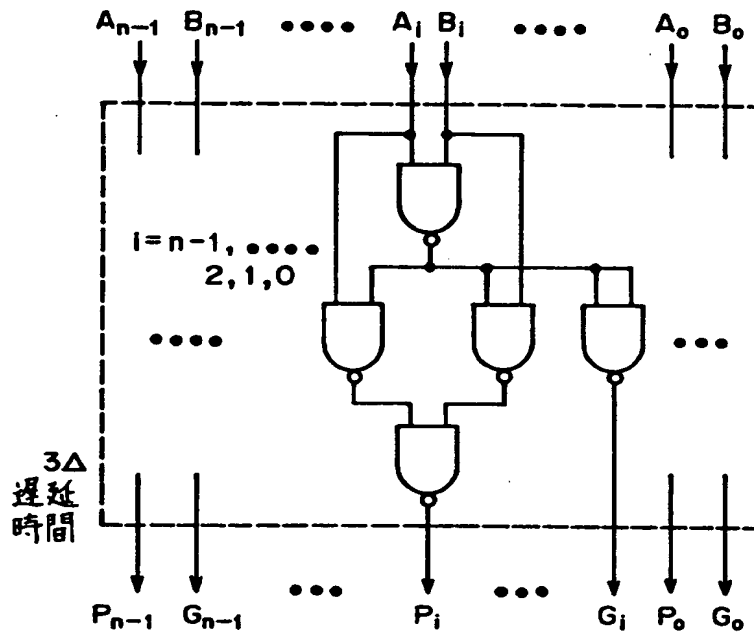 Aₙ₋₁ Bₙ₋₁ •••• Aᵢ Bᵢ •••• A₀ B₀
i=n-1, ••••
2,1,0
•••• •••
3Δ
遅延
時間
Pₙ₋₁ Gₙ₋₁ ••• Pᵢ ••• Gᵢ P₀ G₀